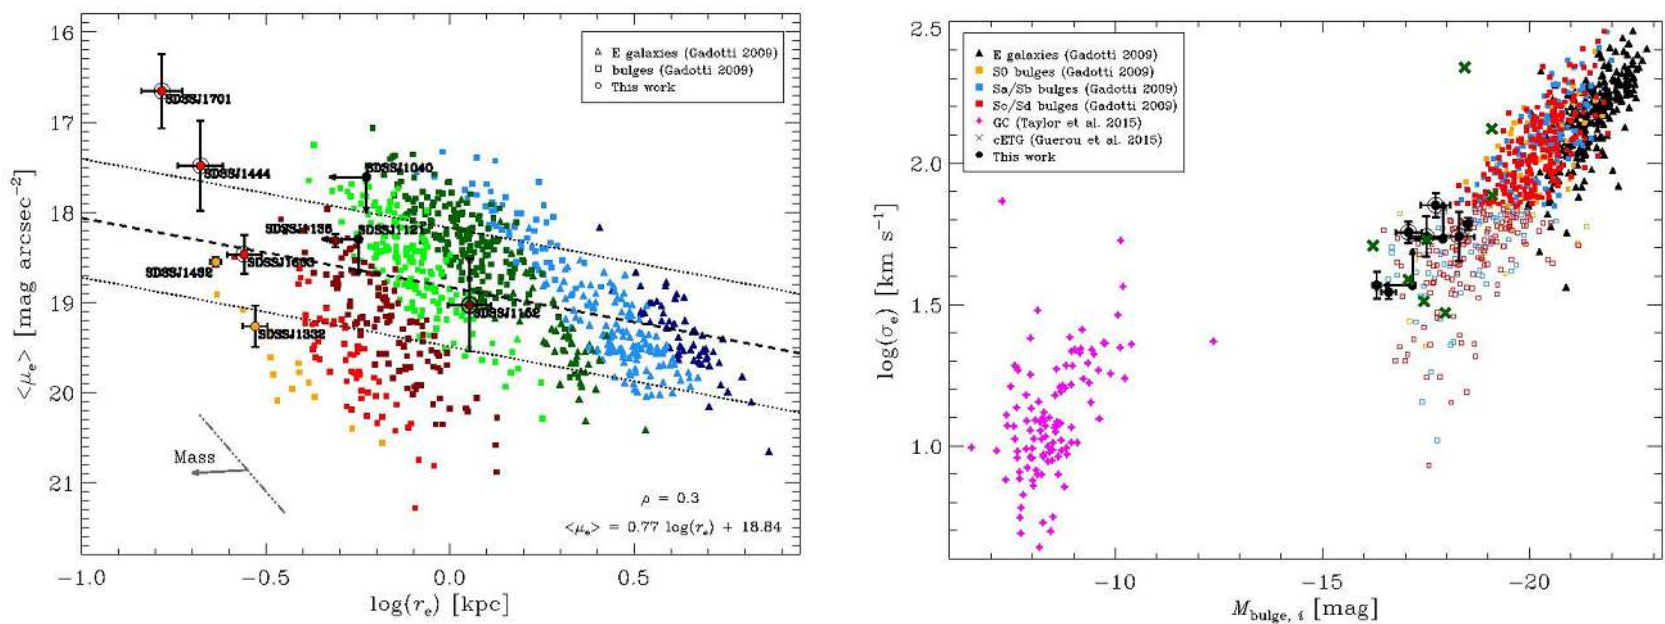 16
17
18
19
20
21
<μe> [mag arcsec−2]
E galaxies (Gadotti 2009)
bulges (Gadotti 2009)
This work
SDSSJ1701
SDSSJ1444
SDSSJ1040
SDSSJ1136
SDSSJ1121
SDSSJ1432
SDSSJ1332
SDSSJ1152
Mass
ρ = 0.3
<μe> = 0.77 log(re) + 18.84
−1.0 −0.5 0.0 0.5
log(re) [kpc]
2.5
2.0
1.5
1.0
log(σe) [km s−1]
E galaxies (Gadotti 2009)
S0 bulges (Gadotti 2009)
Sa/Sb bulges (Gadotti 2009)
Sc/Sd bulges (Gadotti 2009)
GC (Taylor et al. 2015)
cETG (Guerou et al. 2015)
This work
−10 −15 −20
Mbulge, i [mag]